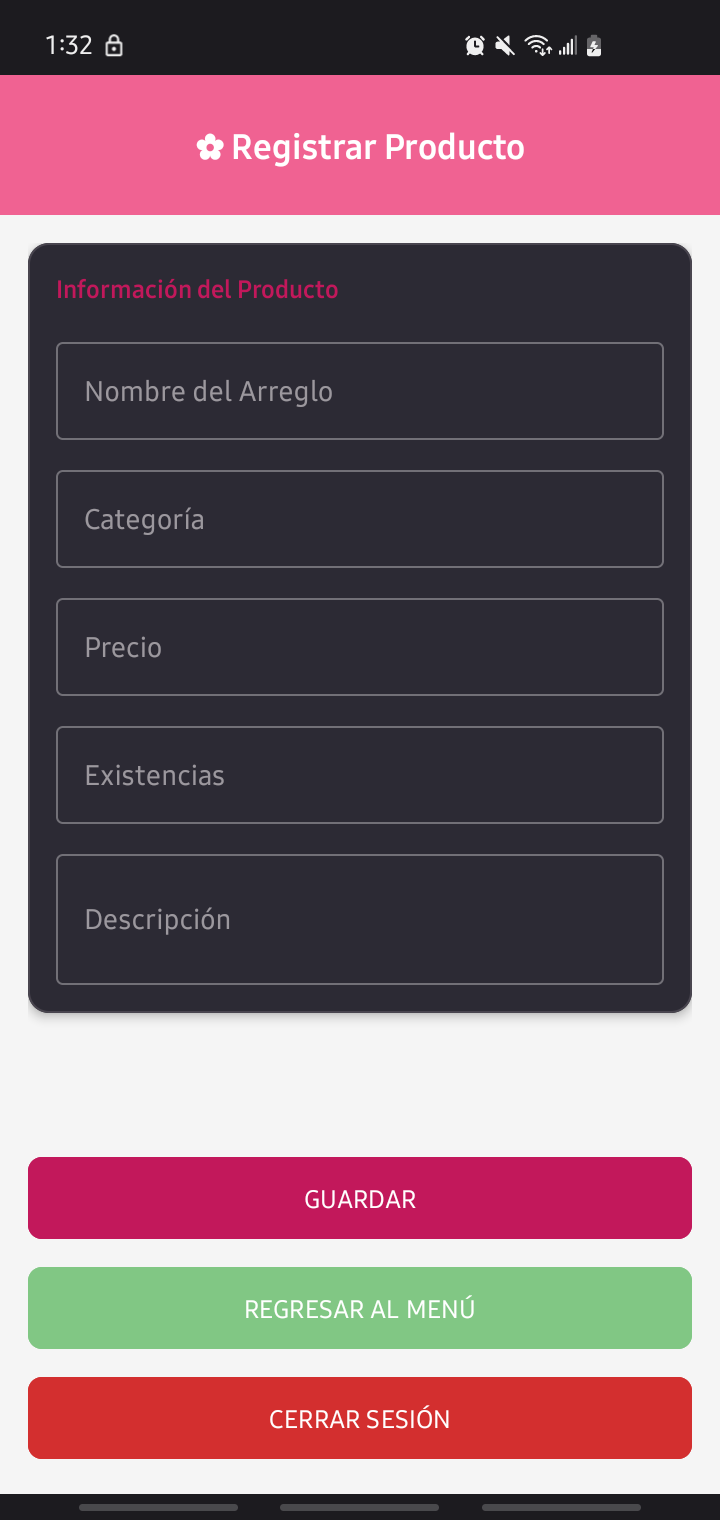 1:32
✿ Registrar Producto
Información del Producto
Nombre del Arreglo
Categoría
Precio
Existencias
Descripción
GUARDAR
REGRESAR AL MENÚ
CERRAR SESIÓN